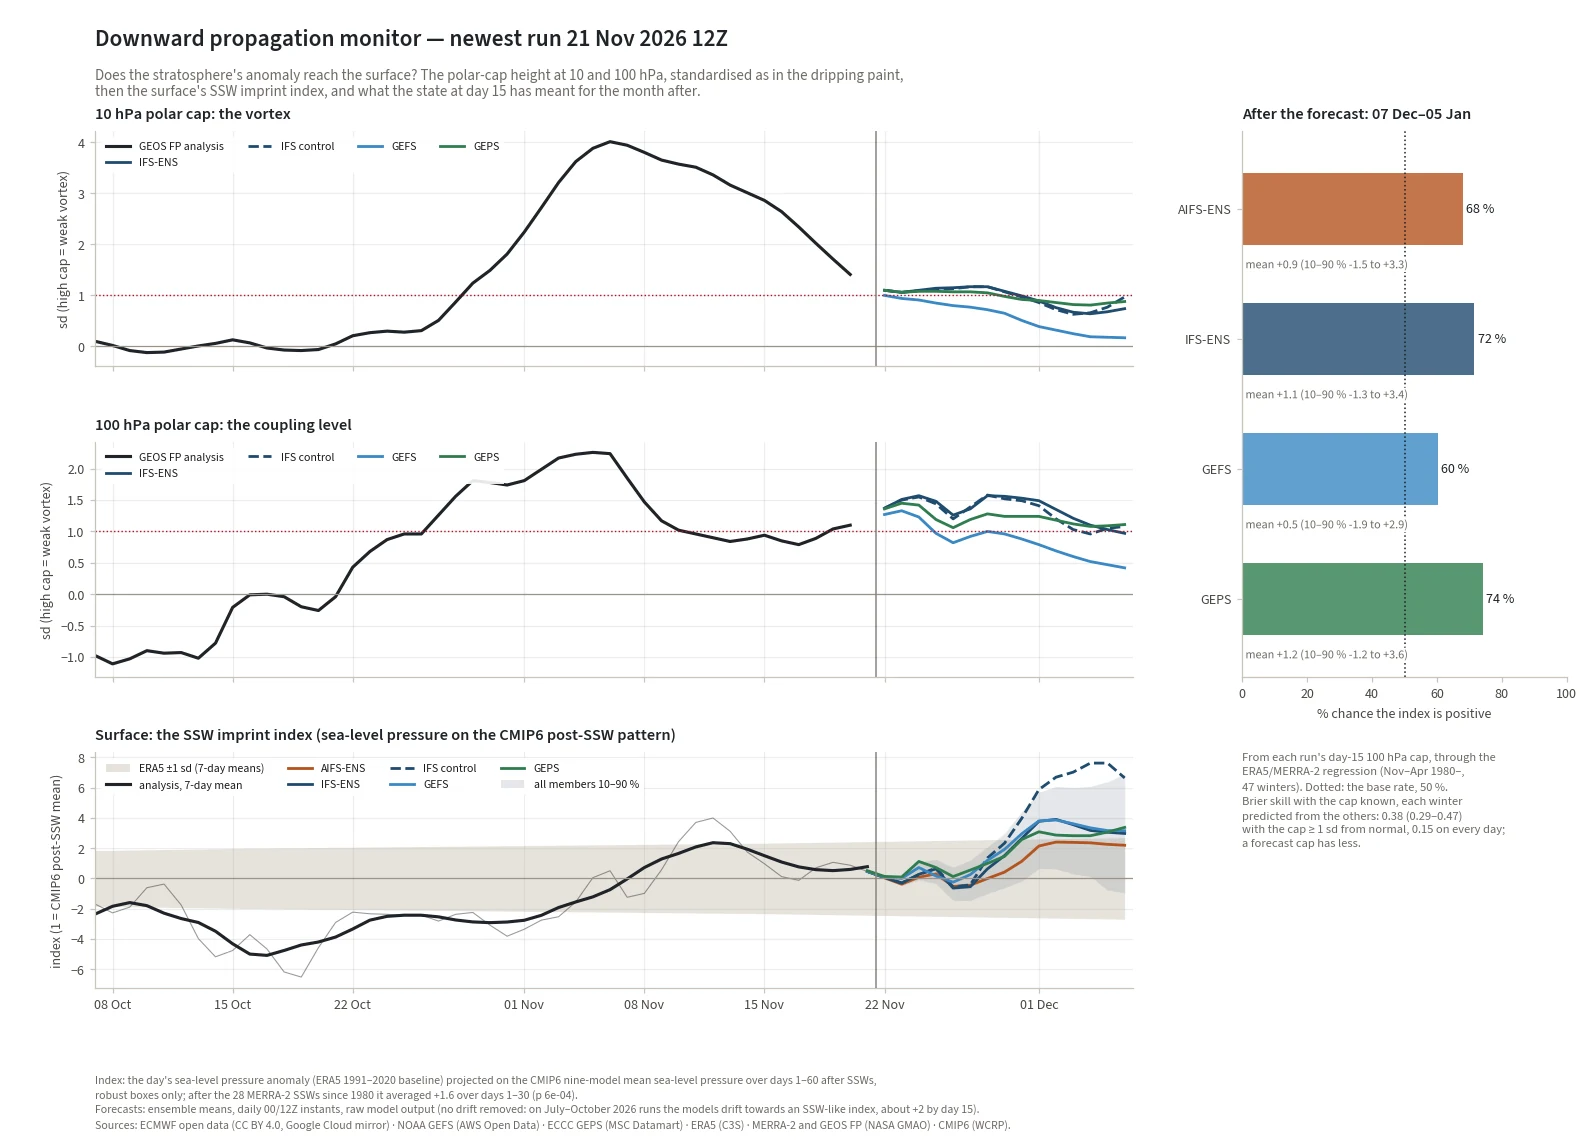 Downward propagation monitor — newest run 21 Nov 2026 12Z
Does the stratosphere's anomaly reach the surface? The polar-cap height at 10 and 100 hPa, standardised as in the dripping paint,
then the surface's SSW imprint index, and what the state at day 15 has meant for the month after.
10 hPa polar cap: the vortex
GEOS FP analysis
IFS control
GEFS
GEPS
IFS-ENS
4
3
2
1
0
sd (high cap = weak vortex)
100 hPa polar cap: the coupling level
GEOS FP analysis
IFS control
GEFS
GEPS
IFS-ENS
2.0
1.5
1.0
0.5
0.0
−0.5
−1.0
sd (high cap = weak vortex)
Surface: the SSW imprint index (sea-level pressure on the CMIP6 post-SSW pattern)
ERA5 ±1 sd (7-day means)
AIFS-ENS
IFS control
GEPS
analysis, 7-day mean
IFS-ENS
GEFS
all members 10–90 %
8
6
4
2
0
−2
−4
−6
index (1 = CMIP6 post-SSW mean)
08 Oct
15 Oct
22 Oct
01 Nov
08 Nov
15 Nov
22 Nov
01 Dec
After the forecast: 07 Dec–05 Jan
AIFS-ENS
68 %
mean +0.9 (10–90 % -1.5 to +3.3)
IFS-ENS
72 %
mean +1.1 (10–90 % -1.3 to +3.4)
GEFS
60 %
mean +0.5 (10–90 % -1.9 to +2.9)
GEPS
74 %
mean +1.2 (10–90 % -1.2 to +3.6)
0
20
40
60
80
100
% chance the index is positive
From each run's day-15 100 hPa cap, through the
ERA5/MERRA-2 regression (Nov–Apr 1980–,
47 winters). Dotted: the base rate, 50 %.
Brier skill with the cap known, each winter
predicted from the others: 0.38 (0.29–0.47)
with the cap ≥ 1 sd from normal, 0.15 on every day;
a forecast cap has less.
Index: the day's sea-level pressure anomaly (ERA5 1991–2020 baseline) projected on the CMIP6 nine-model mean sea-level pressure over days 1–60 after SSWs,
robust boxes only; after the 28 MERRA-2 SSWs since 1980 it averaged +1.6 over days 1–30 (p 6e-04).
Forecasts: ensemble means, daily 00/12Z instants, raw model output (no drift removed: on July–October 2026 runs the models drift towards an SSW-like index, about +2 by day 15).
Sources: ECMWF open data (CC BY 4.0, Google Cloud mirror) · NOAA GEFS (AWS Open Data) · ECCC GEPS (MSC Datamart) · ERA5 (C3S) · MERRA-2 and GEOS FP (NASA GMAO) · CMIP6 (WCRP).